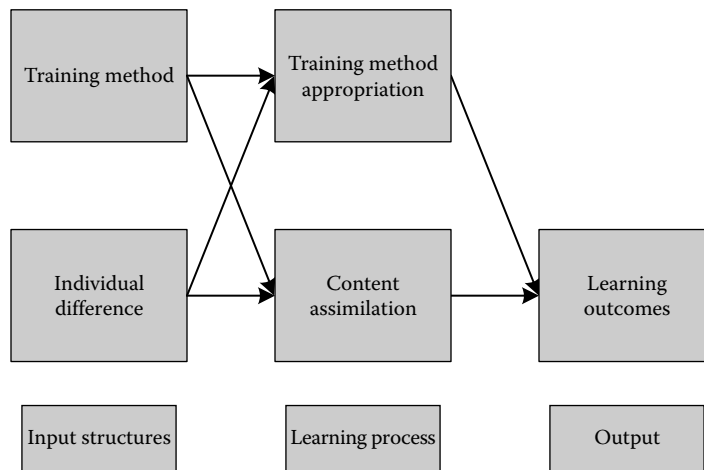 Training method
Training method
appropriation
Individual
difference
Content
assimilation
Learning
outcomes
Input structures
Learning process
Output